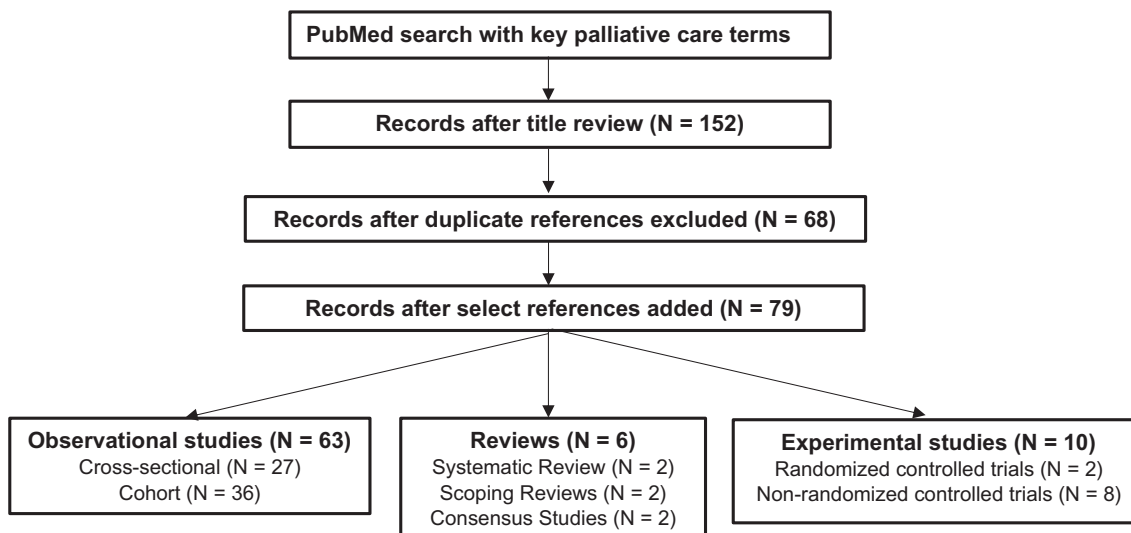 PubMed search with key palliative care terms
Records after title review (N = 152)
Records after duplicate references excluded (N = 68)
Records after select references added (N = 79)
Observational studies (N = 63)
Cross-sectional (N = 27)
Cohort (N = 36)
Reviews (N = 6)
Systematic Review (N = 2)
Scoping Reviews (N = 2)
Consensus Studies (N = 2)
Experimental studies (N = 10)
Randomized controlled trials (N = 2)
Non-randomized controlled trials (N = 8)